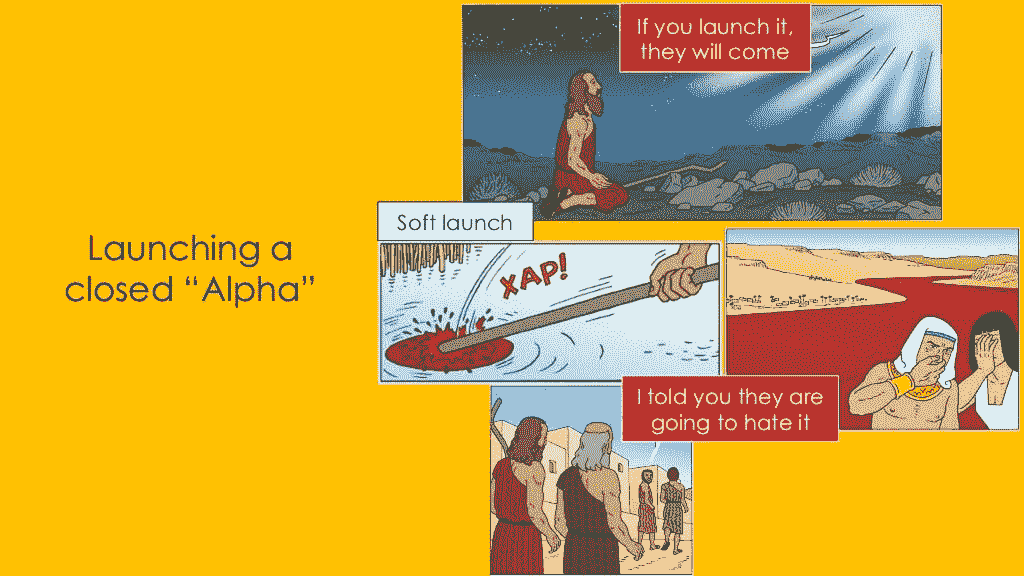 Launching a
closed “Alpha”
If you launch it,
they will come
Soft launch
XAP!
I told you they are
going to hate it